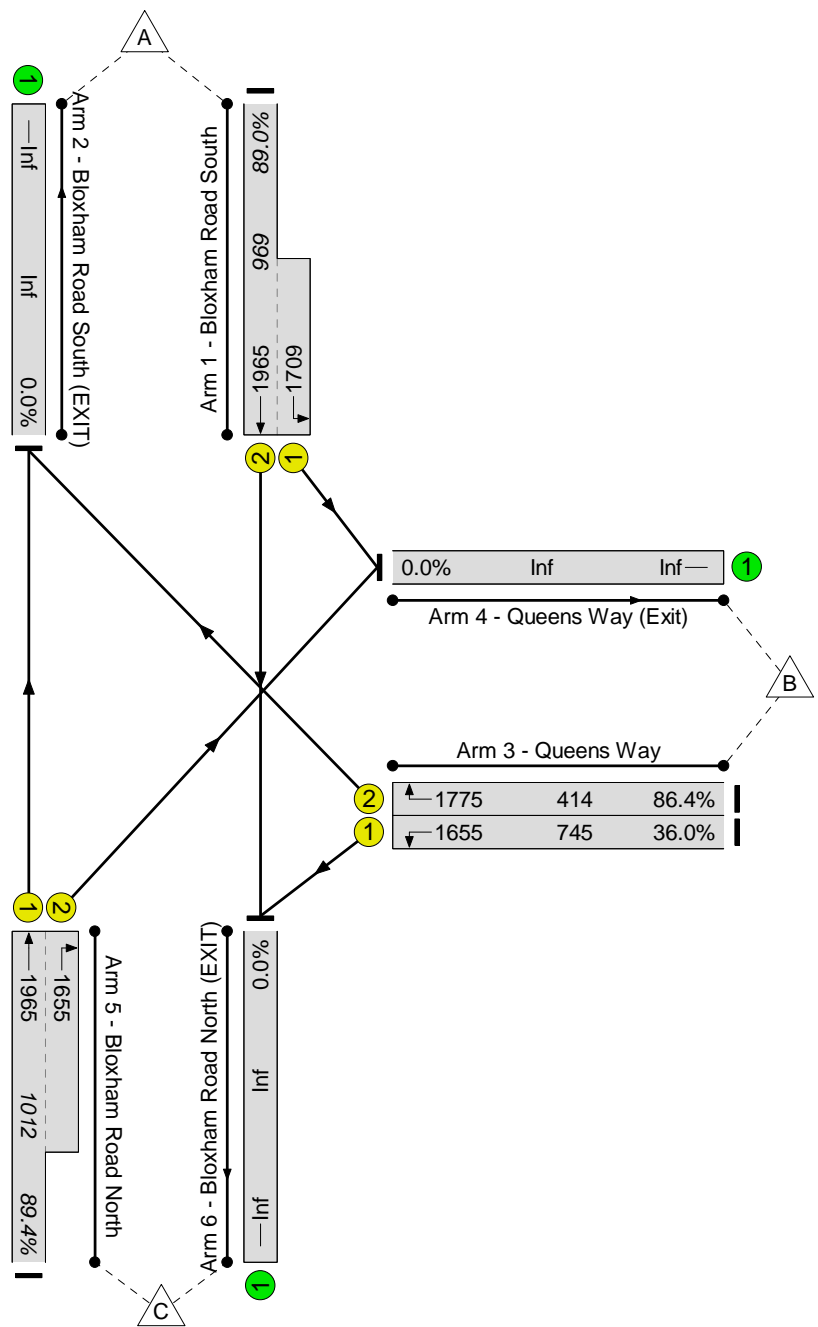 A
1
Inf
Inf
0.0%
Arm 2 - Bloxham Road South (EXIT)
Arm 1 - Bloxham Road South
89.0%
969
1965
1709
2
1
0.0% Inf Inf
1
Arm 4 - Queens Way (Exit)
B
Arm 3 - Queens Way
2
1775 414 86.4%
1
1655 745 36.0%
1
2
1965
1655
1012
89.4%
Arm 5 - Bloxham Road North
Arm 6 - Bloxham Road North (EXIT)
0.0%
Inf
Inf
1
C